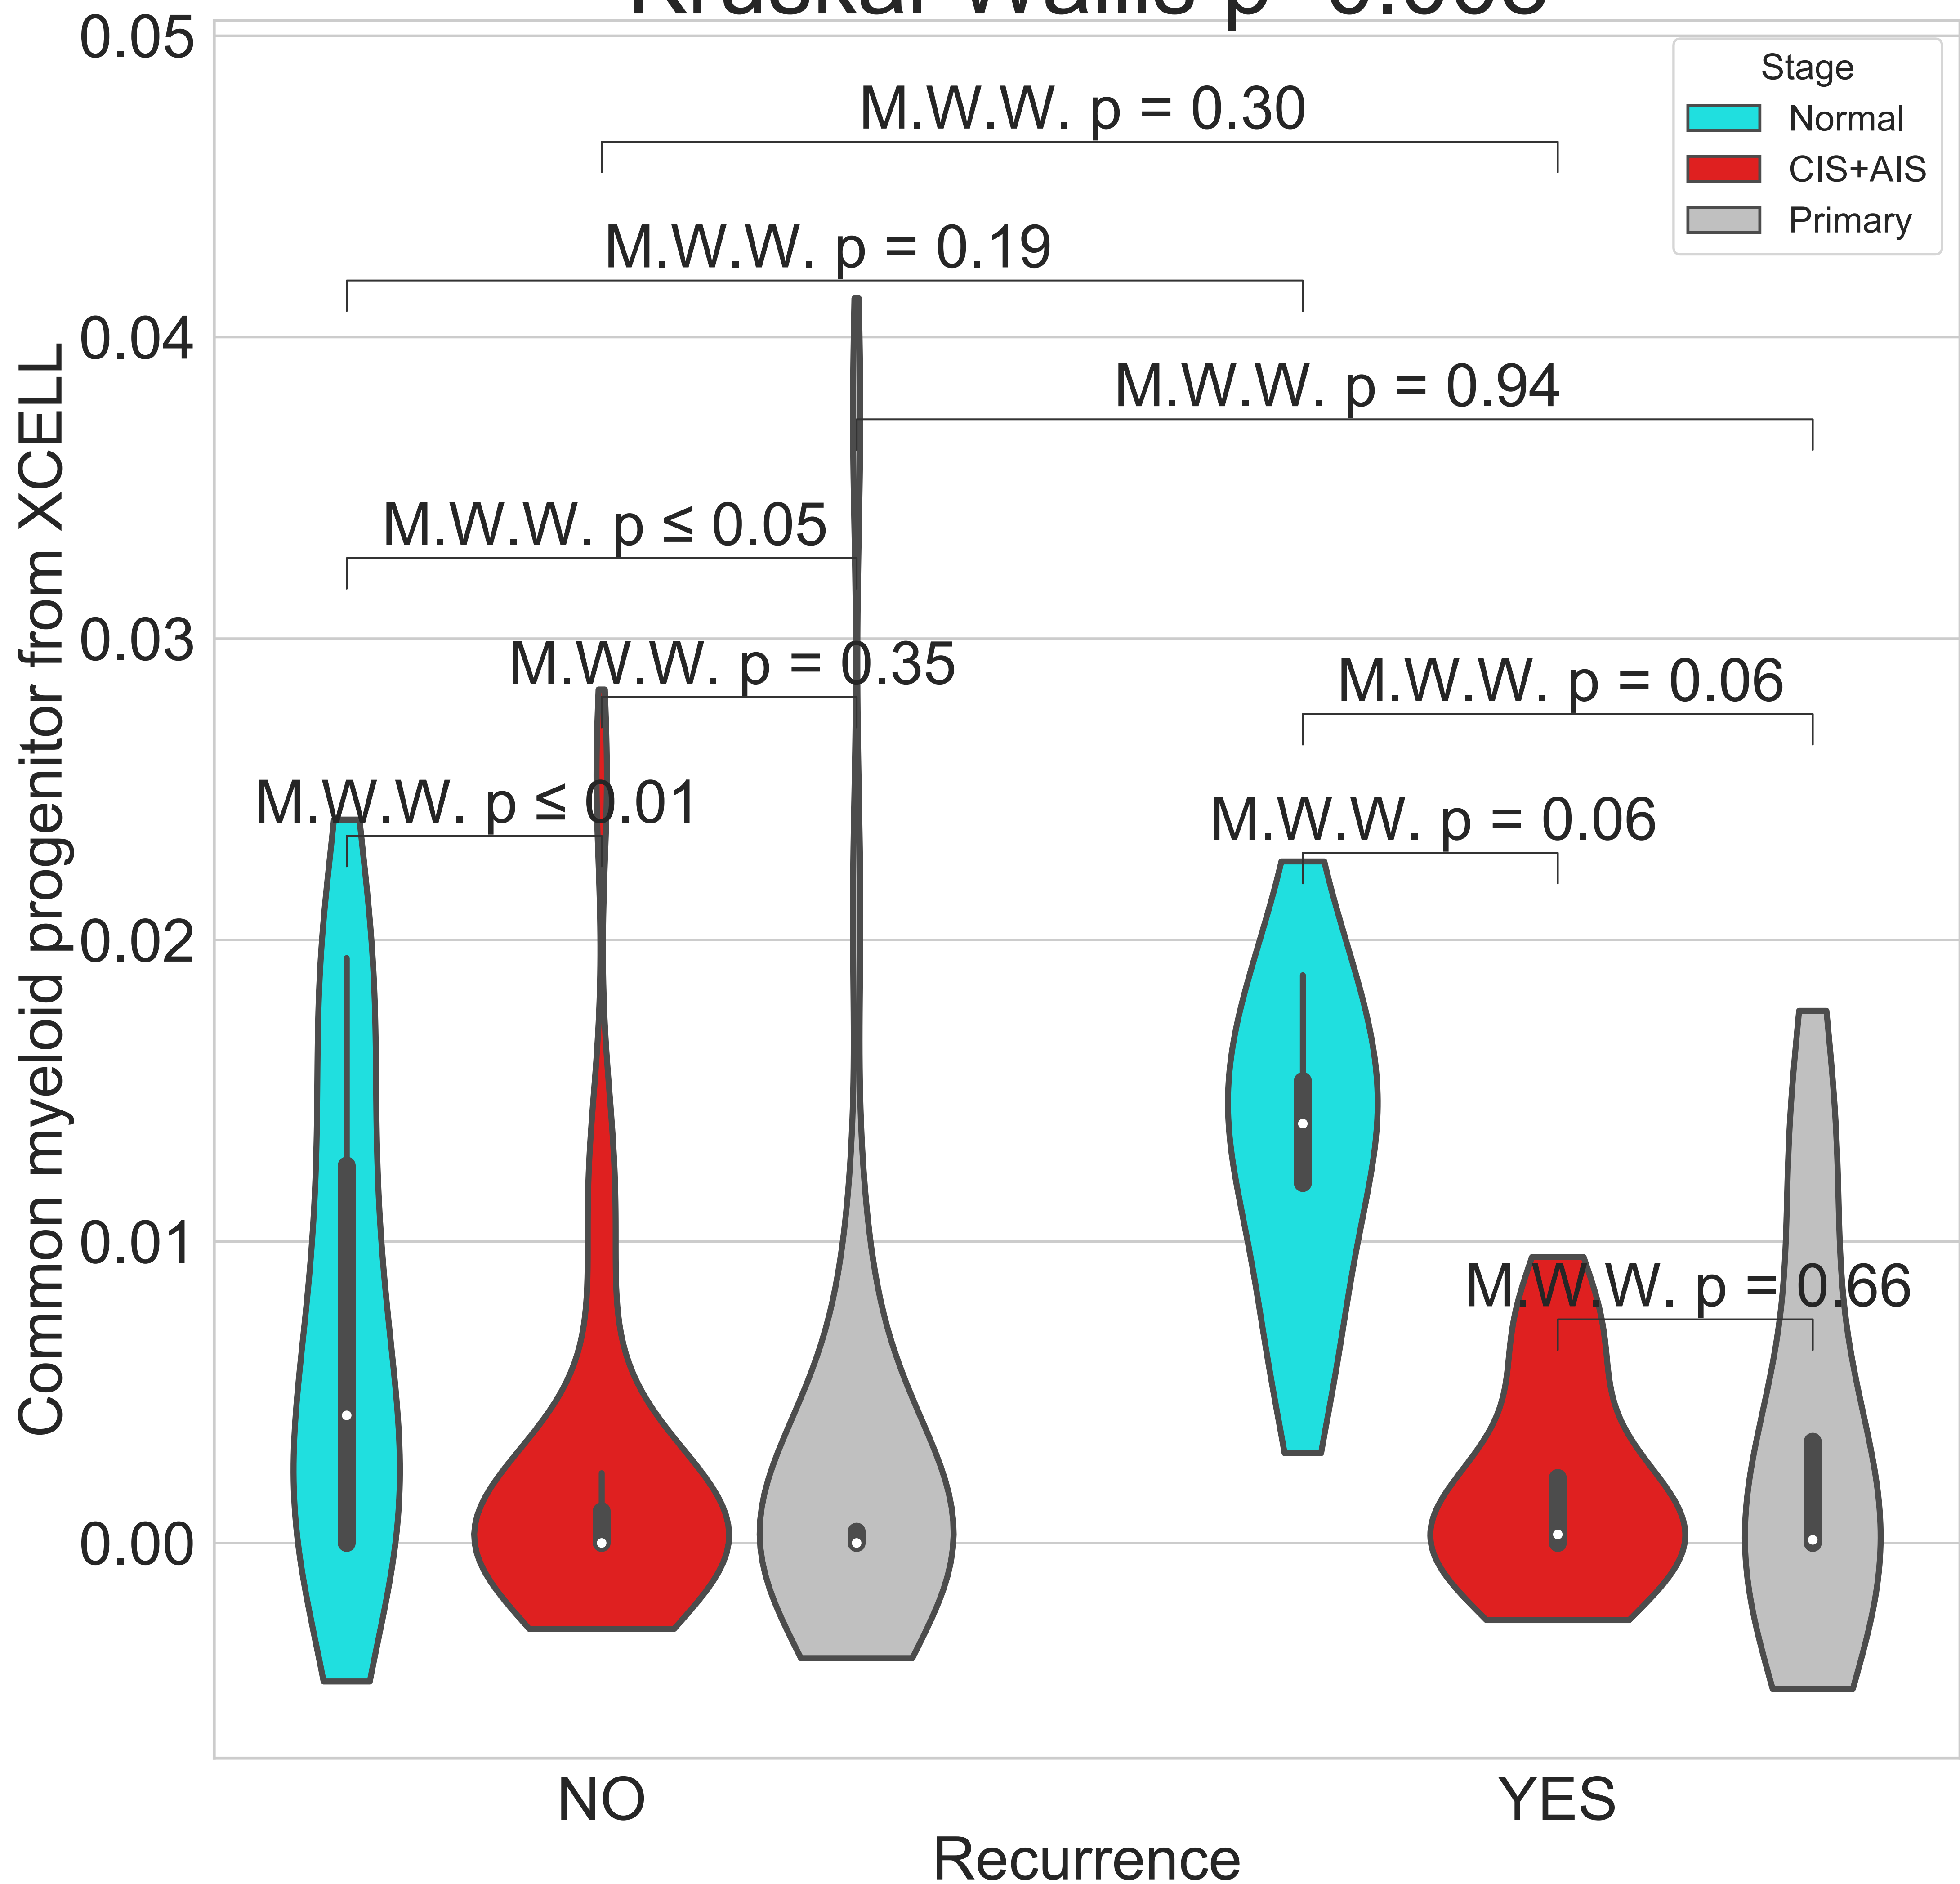 0.05
Stage
Normal
CIS+AIS
Primary
M.W.W. p = 0.30
M.W.W. p = 0.19
0.04
M.W.W. p = 0.94
M.W.W. p ≤ 0.05
0.03
M.W.W. p = 0.35
M.W.W. p = 0.06
M.W.W. p ≤ 0.01
M.W.W. p = 0.06
0.02
0.01
M.W.W. p = 0.66
0.00
Common myeloid progenitor from XCELL
NO
YES
Recurrence